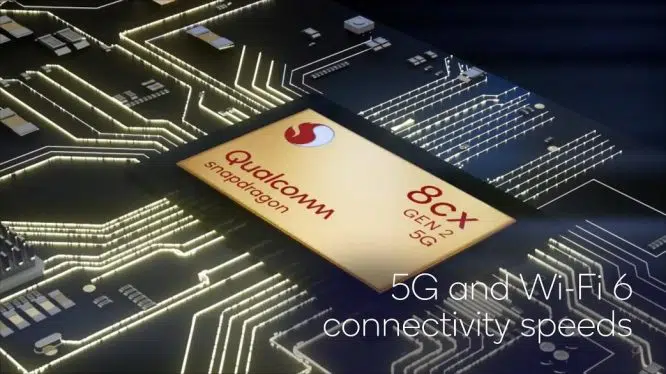 Qualcomm
snapdragon
8cx
GEN 2
5G
5G and Wi-Fi 6
connectivity speeds